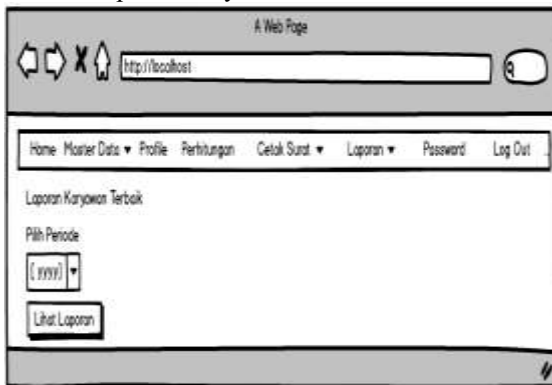 A Web Page
http://localhost
Home Master Data ▼ Profile Perhitungan Cetak Surat ▼ Laporan ▼ Password Log Out
Laporan Karyawan Terbaik
Pilih Periode
[ yyyy] ▼
Lihat Laporan